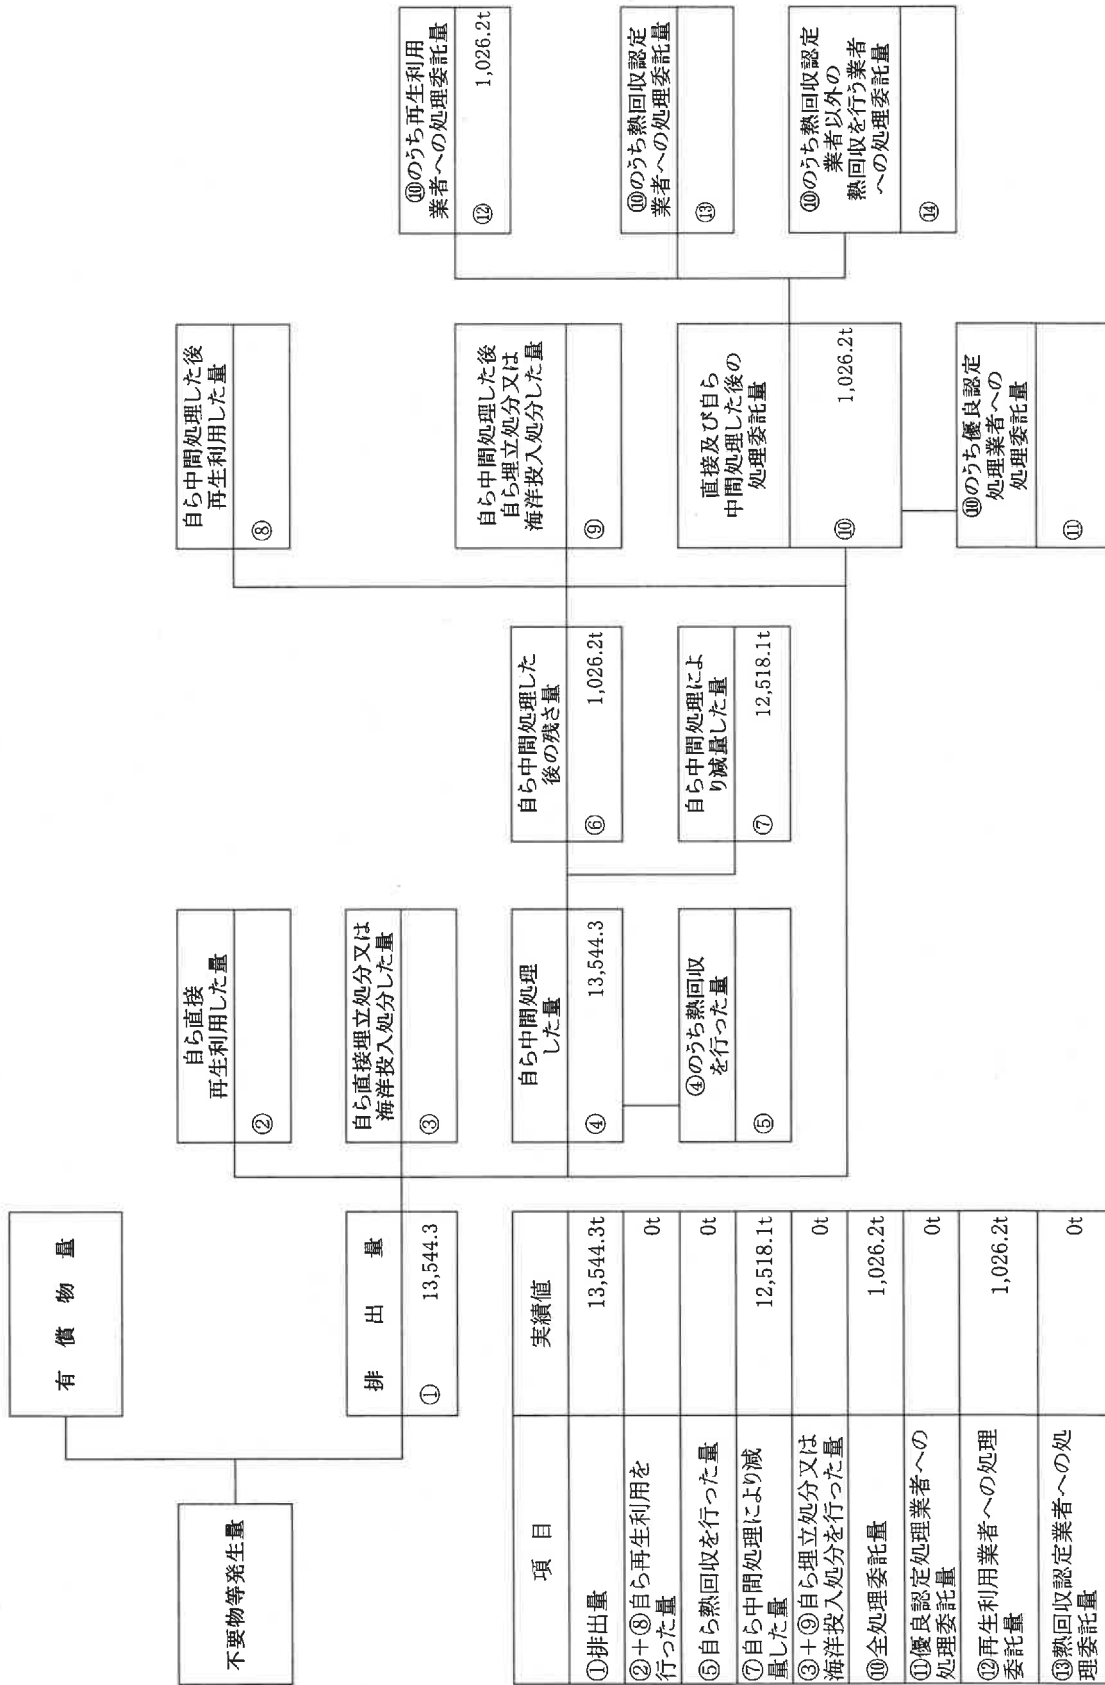 不要物等発生量
有償物量
排出量
① 13,544.3
自ら直接
再生利用した量
②
自ら直接埋立処分又は
海洋投入処分した量
③
自ら中間処理
した量
④ 13,544.3
④のうち熱回収
を行った量
⑤
自ら中間処理した
後の残さ量
⑥ 1,026.2t
自ら中間処理によ
り減量した量
⑦ 12,518.1t
自ら中間処理した後
再生利用した量
⑧
自ら中間処理した後
自ら埋立処分又は
海洋投入処分した量
⑨
直接及び自ら
中間処理した後の
処理委託量
⑩ 1,026.2t
⑩のうち優良認定
処理業者への
処理委託量
⑪
⑩のうち再生利用
業者への処理委託量
⑫ 1,026.2t
⑩のうち熱回収認定
業者への処理委託量
⑬
⑩のうち熱回収認定
業者以外の
熱回収を行う業者
への処理委託量
⑭
項目 実績値
①排出量 13,544.3t
②+⑧自ら再生利用を
行った量 0t
⑤自ら熱回収を行った量 0t
⑦自ら中間処理により減
量した量 12,518.1t
③+⑨自ら埋立処分又は
海洋投入処分を行った量 0t
⑩全処理委託量 1,026.2t
⑪優良認定処理業者への
処理委託量 0t
⑫再生利用業者への処理
委託量 1,026.2t
⑬熱回収認定業者への処
理委託量 0t